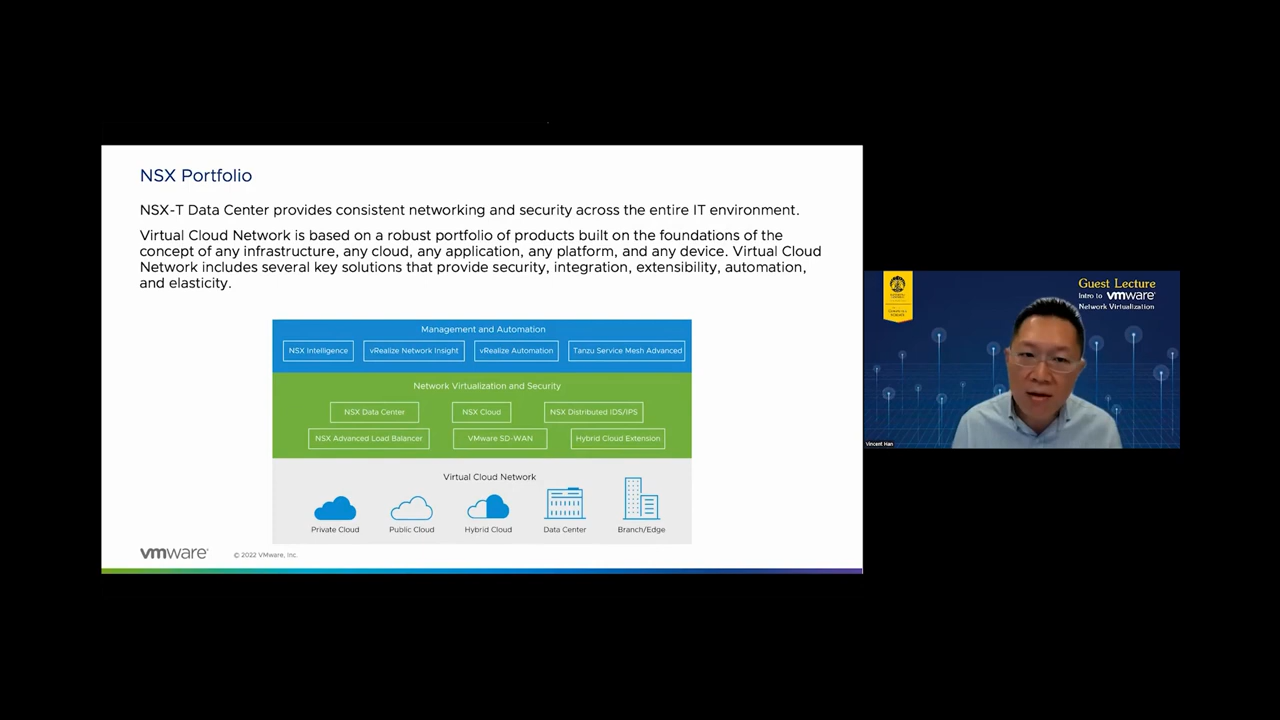 NSX Portfolio
NSX-T Data Center provides consistent networking and security across the entire IT environment.
Virtual Cloud Network is based on a robust portfolio of products built on the foundations of the
concept of any infrastructure, any cloud, any application, any platform, and any device. Virtual Cloud
Network includes several key solutions that provide security, integration, extensibility, automation,
and elasticity.
Management and Automation
NSX Intelligence
vRealize Network Insight
vRealize Automation
Tanzu Service Mesh Advanced
Network Virtualization and Security
NSX Data Center
NSX Cloud
NSX Distributed IDS/IPS
NSX Advanced Load Balancer
VMware SD-WAN
Hybrid Cloud Extension
Virtual Cloud Network
Private Cloud
Public Cloud
Hybrid Cloud
Data Center
Branch/Edge
vmware®
© 2022 VMware, Inc.
Guest Lecture
Intro to vmware®
Network Virtualization
Vincent Han